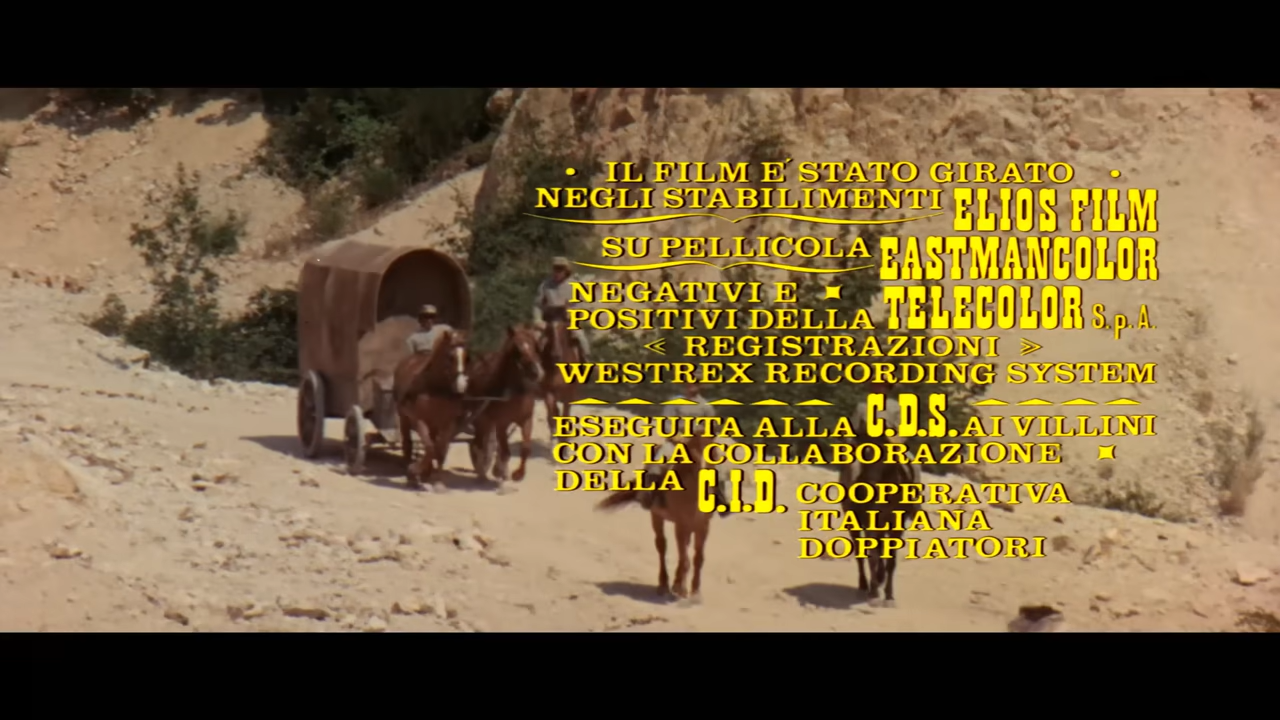 • IL FILM E´ STATO GIRATO •
NEGLI STABILIMENTI ELIOS FILM
SU PELLICOLA EASTMANCOLOR
NEGATIVI E
POSITIVI DELLA TELECOLOR S.p.A.
« REGISTRAZIONI »
WESTREX RECORDING SYSTEM
ESEGUITA ALLA C.D.S. AI VILLINI
CON LA COLLABORAZIONE
DELLA C.I.D. COOPERATIVA
ITALIANA
DOPPIATORI